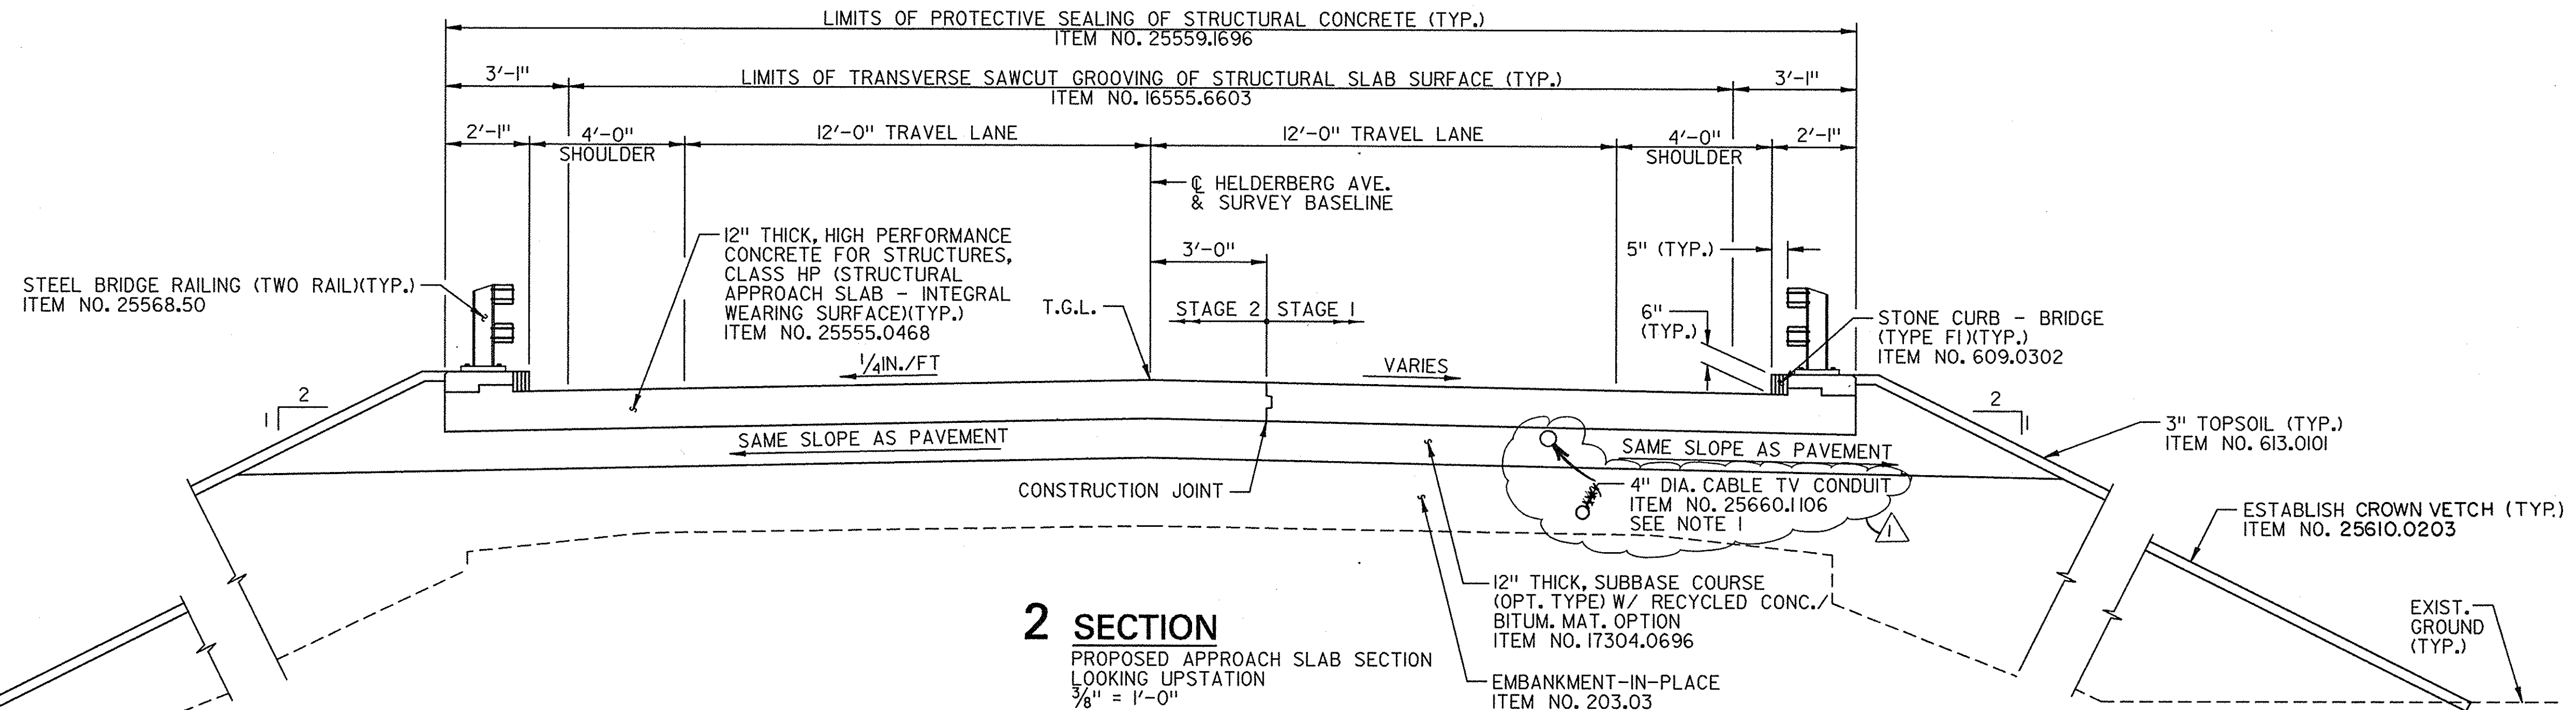 LIMITS OF PROTECTIVE SEALING OF STRUCTURAL CONCRETE (TYP.)
ITEM NO. 25559.1696
3'-1"
LIMITS OF TRANSVERSE SAWCUT GROOVING OF STRUCTURAL SLAB SURFACE (TYP.)
ITEM NO. 16555.6603
3'-1"
2'-1"
4'-0"
SHOULDER
12'-0" TRAVEL LANE
12'-0" TRAVEL LANE
4'-0"
SHOULDER
2'-1"
℄ HELDERBERG AVE.
& SURVEY BASELINE
12" THICK, HIGH PERFORMANCE
CONCRETE FOR STRUCTURES,
CLASS HP (STRUCTURAL
APPROACH SLAB - INTEGRAL
WEARING SURFACE)(TYP.)
ITEM NO. 25555.0468
3'-0"
5" (TYP.)
STEEL BRIDGE RAILING (TWO RAIL)(TYP.)
ITEM NO. 25568.50
T.G.L.
STAGE 2
STAGE 1
6"
(TYP.)
STONE CURB - BRIDGE
(TYPE F1)(TYP.)
ITEM NO. 609.0302
1/4IN./FT
VARIES
2
1
2
1
3" TOPSOIL (TYP.)
ITEM NO. 613.0101
SAME SLOPE AS PAVEMENT
SAME SLOPE AS PAVEMENT
CONSTRUCTION JOINT
4" DIA. CABLE TV CONDUIT
ITEM NO. 25660.1106
SEE NOTE 1
1
ESTABLISH CROWN VETCH (TYP.)
ITEM NO. 25610.0203
12" THICK, SUBBASE COURSE
(OPT. TYPE) W/ RECYCLED CONC./
BITUM. MAT. OPTION
ITEM NO. 17304.0696
EXIST.
GROUND
(TYP.)
2 SECTION
PROPOSED APPROACH SLAB SECTION
LOOKING UPSTATION
3/8" = 1'-0"
EMBANKMENT-IN-PLACE
ITEM NO. 203.03